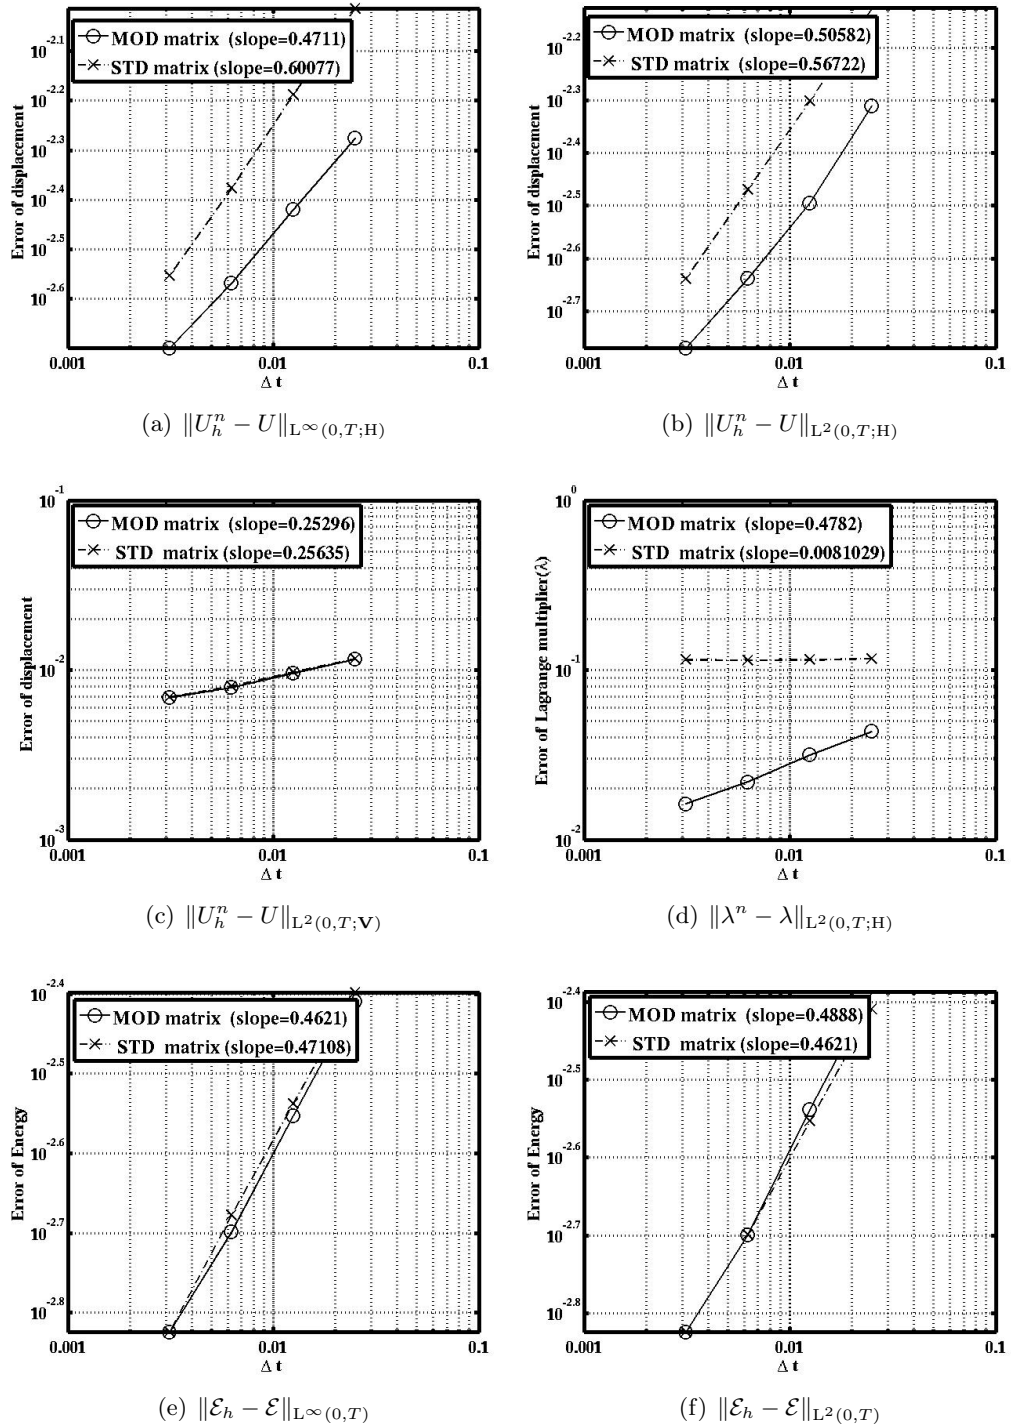 MOD matrix (slope=0.4711)
STD matrix (slope=0.60077)
10^-2.1
10^-2.2
10^-2.3
10^-2.4
10^-2.5
10^-2.6
Error of displacement
0.001 0.01 0.1
Δ t
(a) ‖U_h^n − U‖_L^∞(0,T;H)
MOD matrix (slope=0.50582)
STD matrix (slope=0.56722)
10^-2.2
10^-2.3
10^-2.4
10^-2.5
10^-2.6
10^-2.7
Error of displacement
0.001 0.01 0.1
Δ t
(b) ‖U_h^n − U‖_L^2(0,T;H)
MOD matrix (slope=0.25296)
STD matrix (slope=0.25635)
10^-1
10^-2
10^-3
Error of displacement
0.001 0.01 0.1
Δ t
(c) ‖U_h^n − U‖_L^2(0,T;V)
MOD matrix (slope=0.4782)
STD matrix (slope=0.0081029)
10^0
10^-1
10^-2
Error of Lagrange multiplier(λ)
0.001 0.01 0.1
Δ t
(d) ‖λ^n − λ‖_L^2(0,T;H)
MOD matrix (slope=0.4621)
STD matrix (slope=0.47108)
10^-2.4
10^-2.5
10^-2.6
10^-2.7
10^-2.8
Error of Energy
0.001 0.01 0.1
Δ t
(e) ‖ℰ_h − ℰ‖_L^∞(0,T)
MOD matrix (slope=0.4888)
STD matrix (slope=0.4621)
10^-2.4
10^-2.5
10^-2.6
10^-2.7
10^-2.8
Error of Energy
0.001 0.01 0.1
Δ t
(f) ‖ℰ_h − ℰ‖_L^2(0,T)